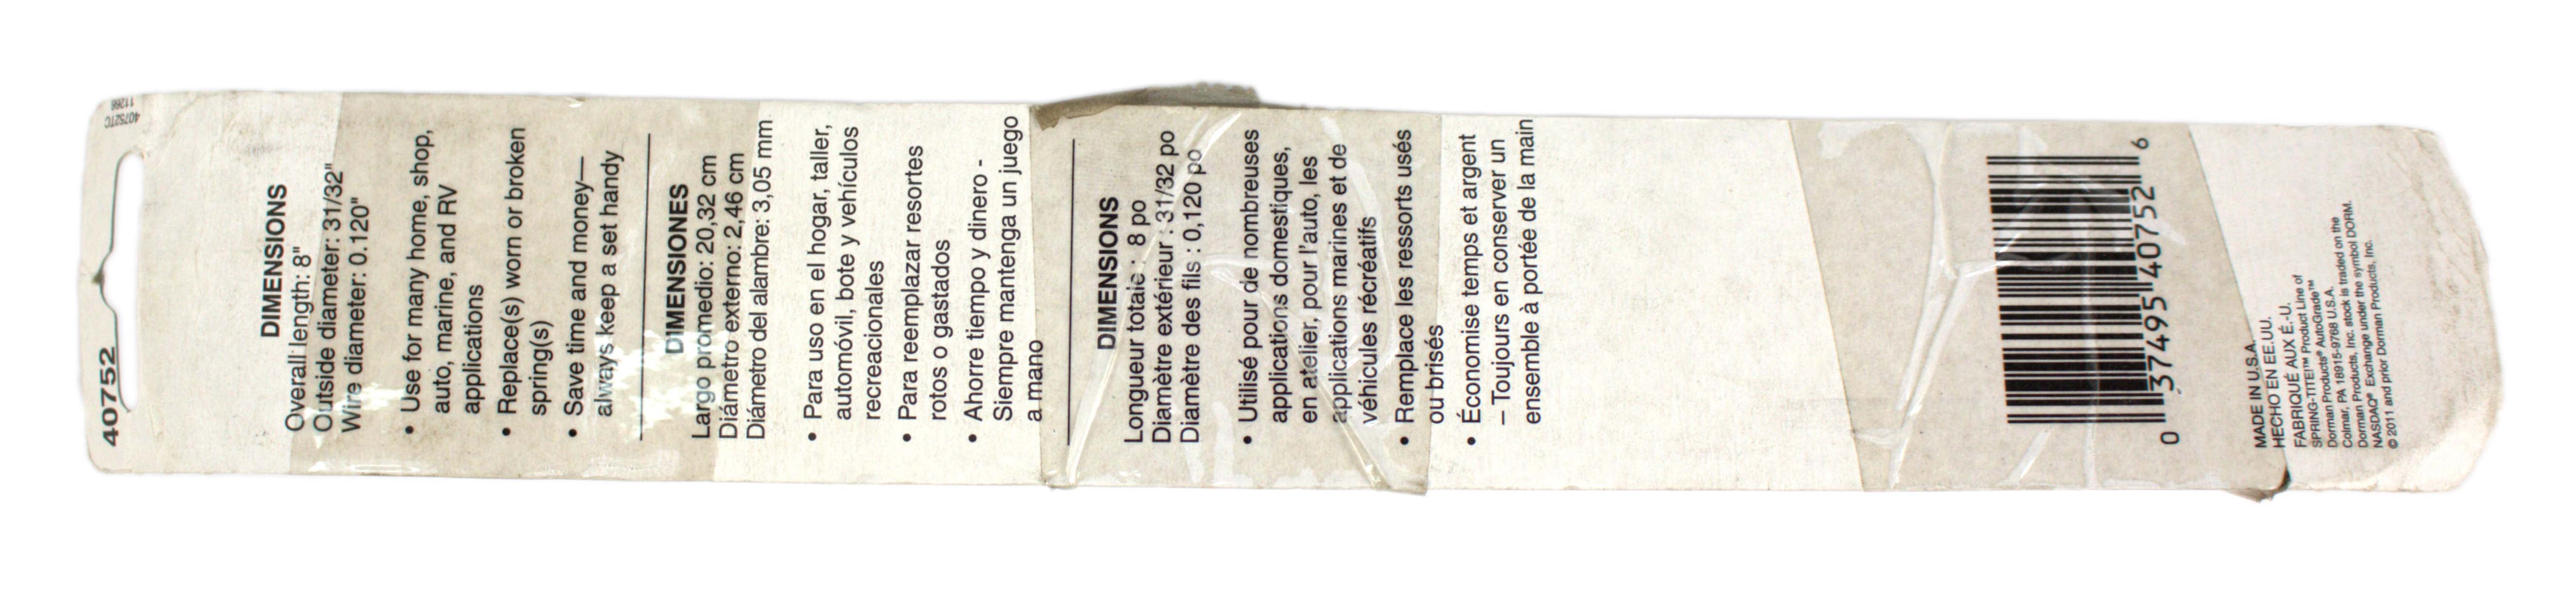 40752
40752TC
11268
DIMENSIONS
Overall length: 8"
Outside diameter: 31/32"
Wire diameter: 0.120"
• Use for many home, shop,
auto, marine, and RV
applications
• Replace(s) worn or broken
spring(s)
• Save time and money—
always keep a set handy
DIMENSIONES
Largo promedio: 20,32 cm
Diámetro externo: 2,46 cm
Diámetro del alambre: 3,05 mm
• Para uso en el hogar, taller,
automóvil, bote y vehículos
recreacionales
• Para reemplazar resortes
rotos o gastados
• Ahorre tiempo y dinero -
Siempre mantenga un juego
a mano
DIMENSIONS
Longueur totale : 8 po
Diamètre extérieur : 31/32 po
Diamètre des fils : 0,120 po
• Utilisé pour de nombreuses
applications domestiques,
en atelier, pour l'auto, les
applications marines et de
véhicules récréatifs
• Remplace les ressorts usés
ou brisés
• Économise temps et argent
– Toujours en conserver un
ensemble à portée de la main
0 37495 40752 6
MADE IN U.S.A.
HECHO EN EE.UU.
FABRIQUÉ AUX É.-U.
SPRING-TITE!™ Product Line of
Dorman Products® AutoGrade™
Colmar, PA 18915-9768 U.S.A.
Dorman Products, Inc. stock is traded on the
NASDAQ® Exchange under the symbol DORM.
© 2011 and prior Dorman Products, Inc.